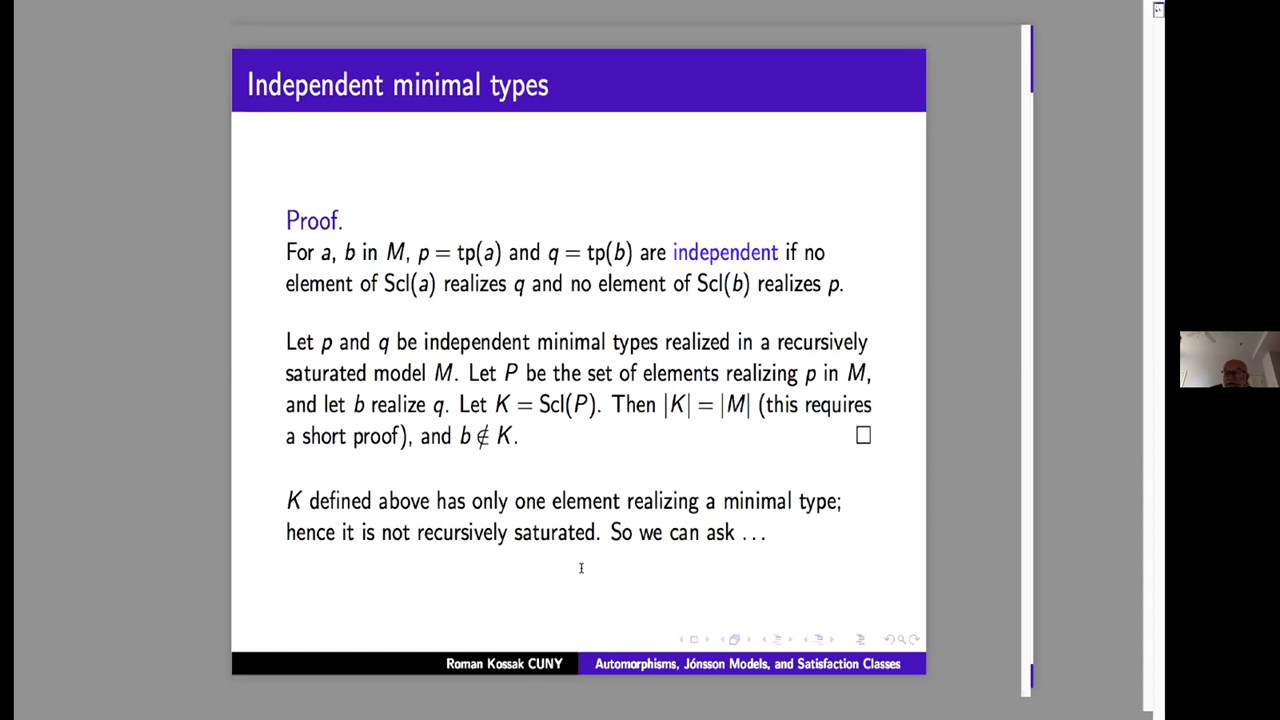 Independent minimal types
Proof.
For a, b in M, p = tp(a) and q = tp(b) are independent if no
element of Scl(a) realizes q and no element of Scl(b) realizes p.
Let p and q be independent minimal types realized in a recursively
saturated model M. Let P be the set of elements realizing p in M,
and let b realize q. Let K = Scl(P). Then |K| = |M| (this requires
a short proof), and b ∉ K. □
K defined above has only one element realizing a minimal type;
hence it is not recursively saturated. So we can ask ...
Roman Kossak CUNY Automorphisms, Jónsson Models, and Satisfaction Classes